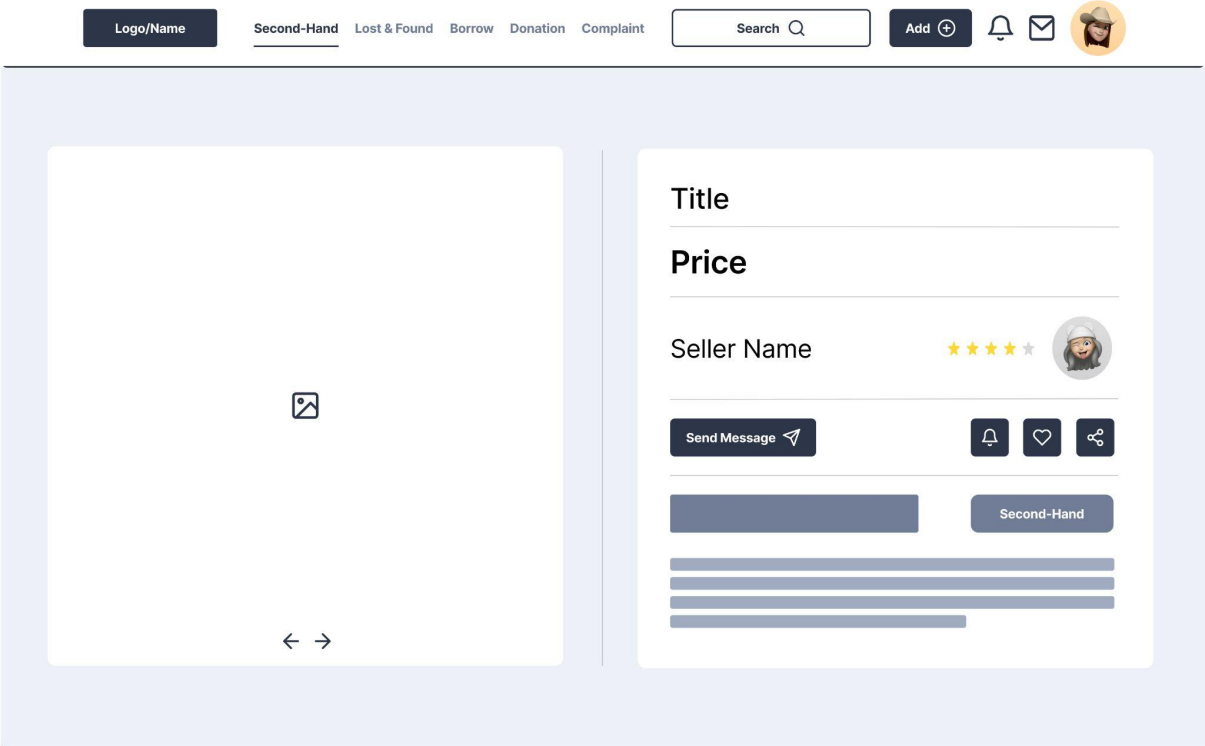 Logo/Name Second-Hand Lost & Found Borrow Donation Complaint Search Add
Title
Price
Seller Name
Send Message
Second-Hand